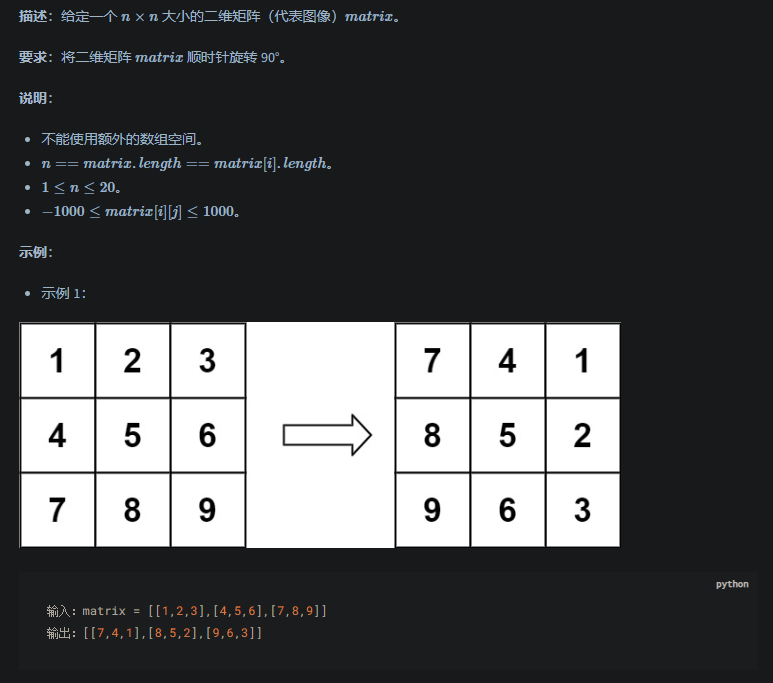 描述：给定一个 n × n 大小的二维矩阵（代表图像）matrix。
要求：将二维矩阵 matrix 顺时针旋转 90°。
说明：
• 不能使用额外的数组空间。
• n == matrix.length == matrix[i].length。
• 1 ≤ n ≤ 20。
• −1000 ≤ matrix[i][j] ≤ 1000。
示例：
• 示例 1：
1 2 3 7 4 1
4 5 6 8 5 2
7 8 9 9 6 3
python
输入：matrix = [[1,2,3],[4,5,6],[7,8,9]]
输出：[[7,4,1],[8,5,2],[9,6,3]]